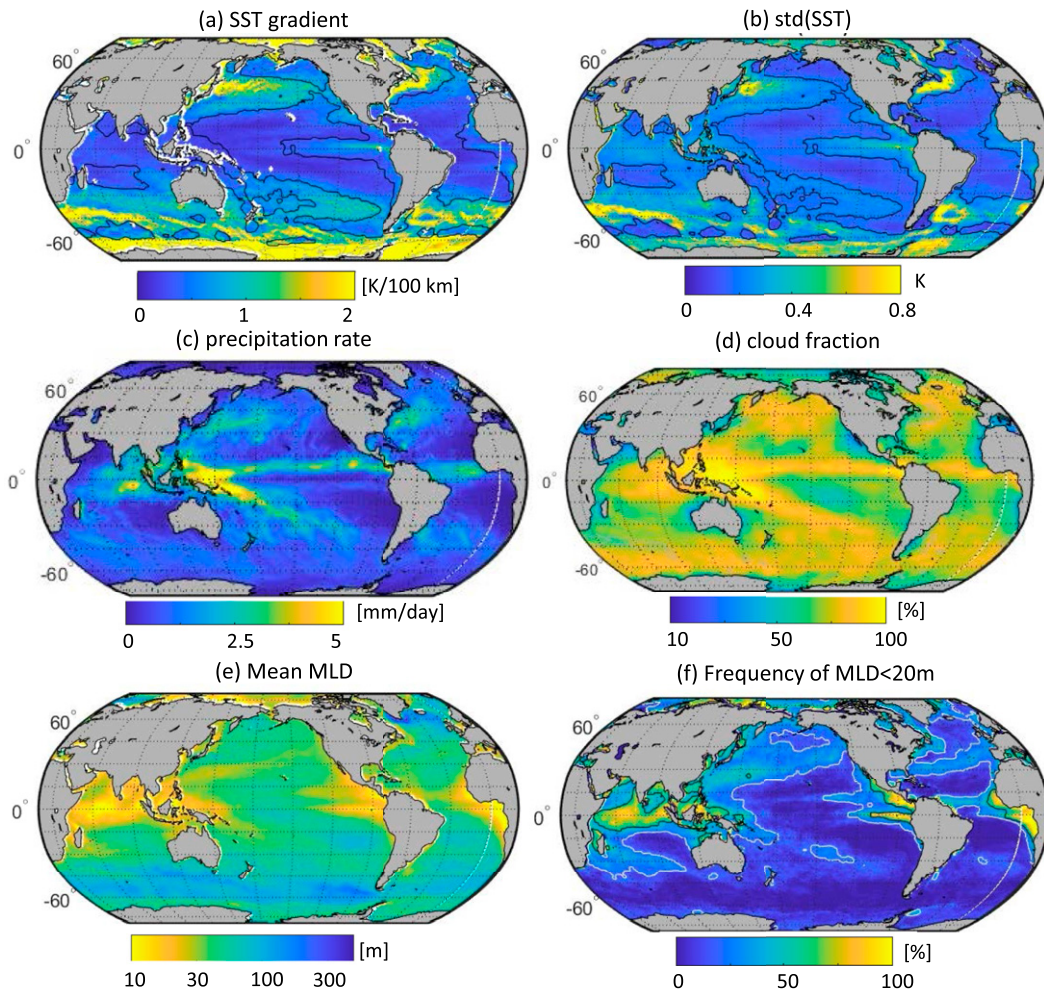 (a) SST gradient
60°
0°
-60°
[K/100 km]
0 1 2
(b) std(SST)
60°
0°
-60°
K
0 0.4 0.8
(c) precipitation rate
60°
0°
-60°
[mm/day]
0 2.5 5
(d) cloud fraction
60°
0°
-60°
[%]
10 50 100
(e) Mean MLD
60°
0°
-60°
[m]
10 30 100 300
(f) Frequency of MLD<20m
60°
0°
-60°
[%]
0 50 100